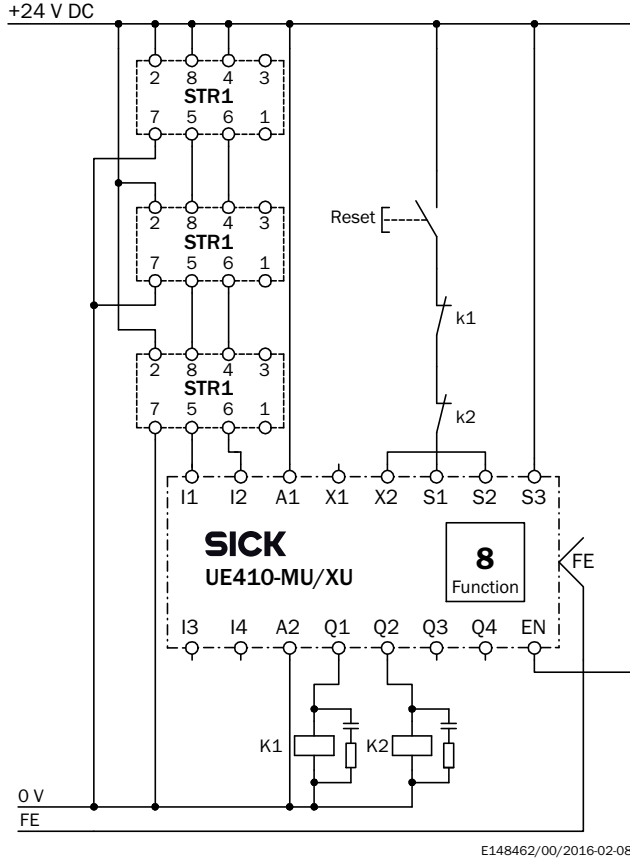 +24 V DC
2 8 4 3
STR1
7 5 6 1
2 8 4 3
STR1
7 5 6 1
2 8 4 3
STR1
7 5 6 1
Reset
k1
k2
I1 I2 A1 X1 X2 S1 S2 S3
SICK
UE410-MU/XU
8
Function
FE
I3 I4 A2 Q1 Q2 Q3 Q4 EN
K1 K2
0 V
FE
E148462/00/2016-02-08